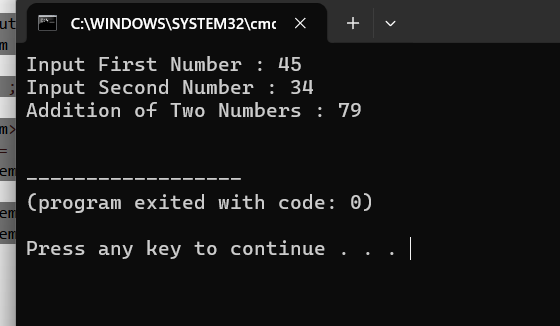 C:\WINDOWS\SYSTEM32\cmd
Input First Number : 45
Input Second Number : 34
Addition of Two Numbers : 79
------------------
(program exited with code: 0)
Press any key to continue . . .